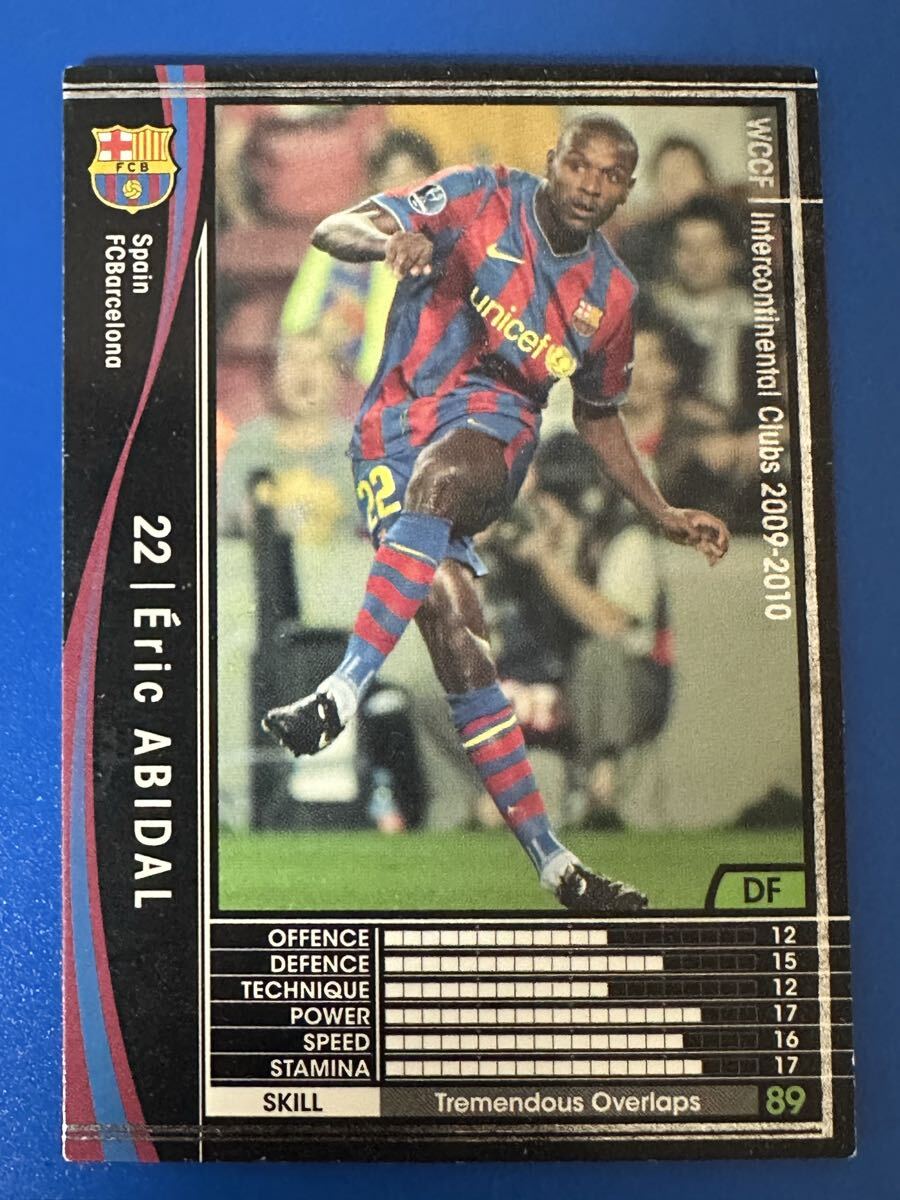 FCB
Spain
FCBarcelona
22 | Éric ABIDAL
WCCF | Intercontinental Clubs 2009-2010
unicef
22
DF
OFFENCE 12
DEFENCE 15
TECHNIQUE 12
POWER 17
SPEED 16
STAMINA 17
SKILL Tremendous Overlaps 89